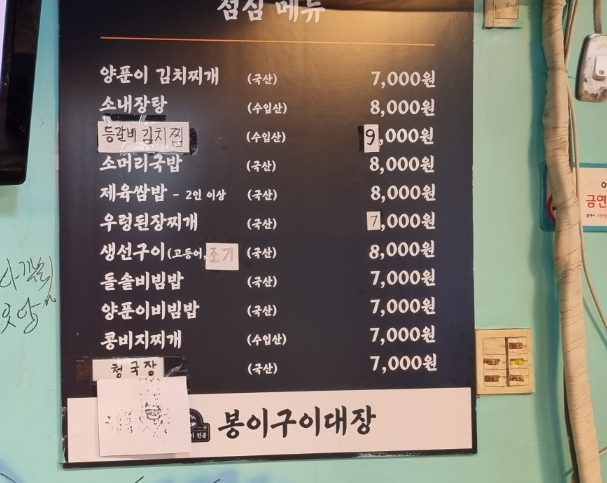 점심 메뉴
양푼이 김치찌개 (국산) 7,000원
소내장탕 (수입산) 8,000원
등갈비 김치찜 (수입산) 9,000원
소머리국밥 (국산) 8,000원
제육쌈밥 - 2인 이상 (국산) 8,000원
우렁된장찌개 (국산) 7,000원
생선구이(고등어, 조기 (국산) 8,000원
돌솥비빔밥 (국산) 7,000원
양푼이비빔밥 (국산) 7,000원
콩비지찌개 (수입산) 7,000원
청국장 (국산) 7,000원
봉이구이대장
금연